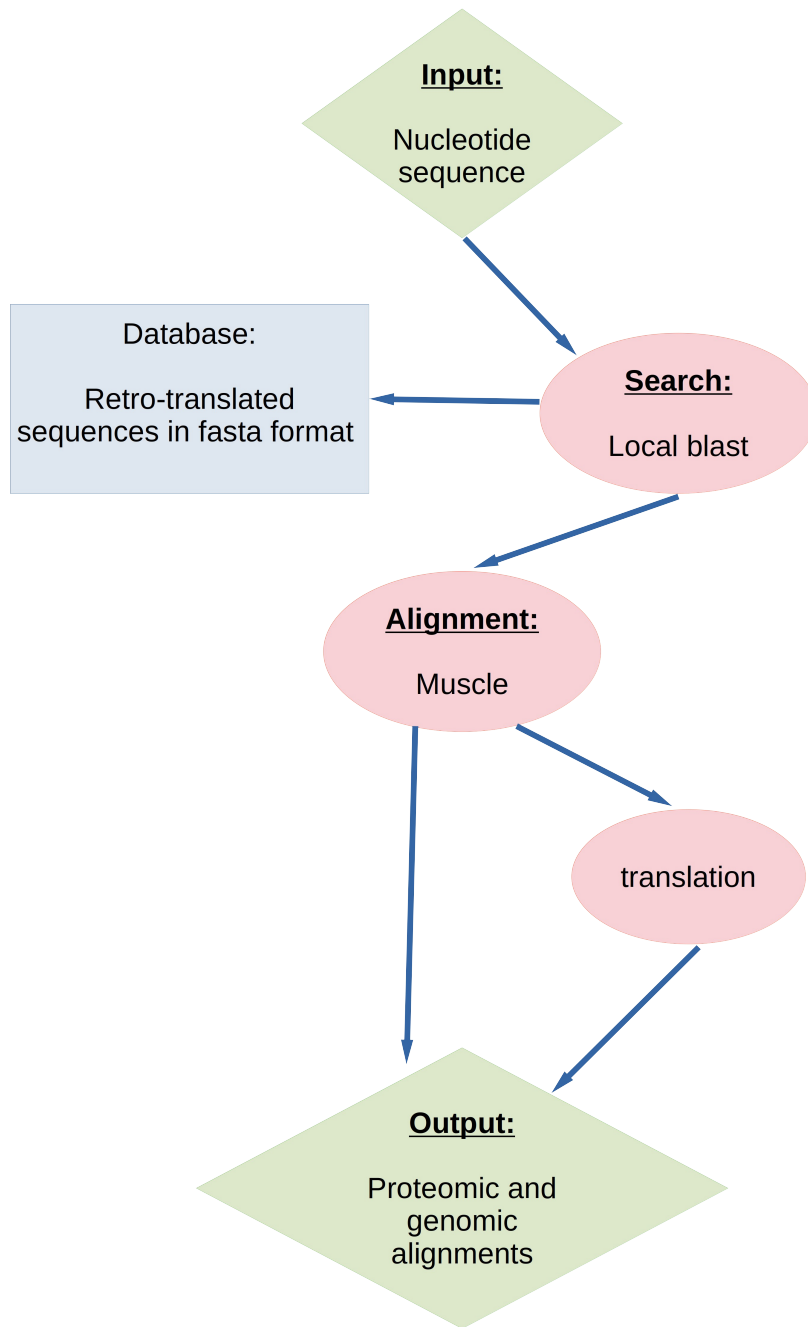 Input:
Nucleotide
sequence
Database:
Retro-translated
sequences in fasta format
Search:
Local blast
Alignment:
Muscle
translation
Output:
Proteomic and
genomic
alignments